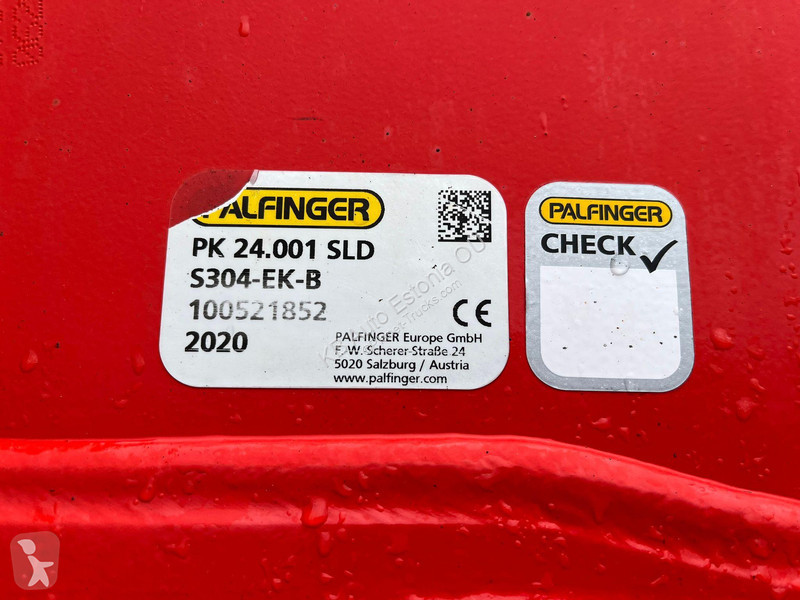 PALFINGER
PK 24.001 SLD
S304-EK-B
100521852
2020
PALFINGER Europe GmbH
F.-W.-Scherer-Straße 24
5020 Salzburg / Austria
www.palfinger.com
CE
PALFINGER
CHECK